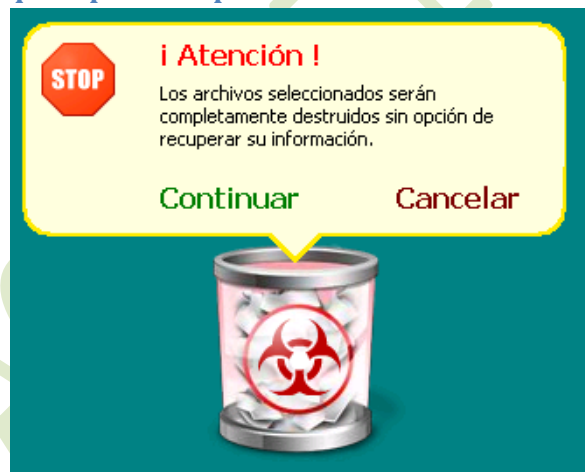 STOP
¡ Atención !
Los archivos seleccionados serán
completamente destruidos sin opción de
recuperar su información.
Continuar Cancelar